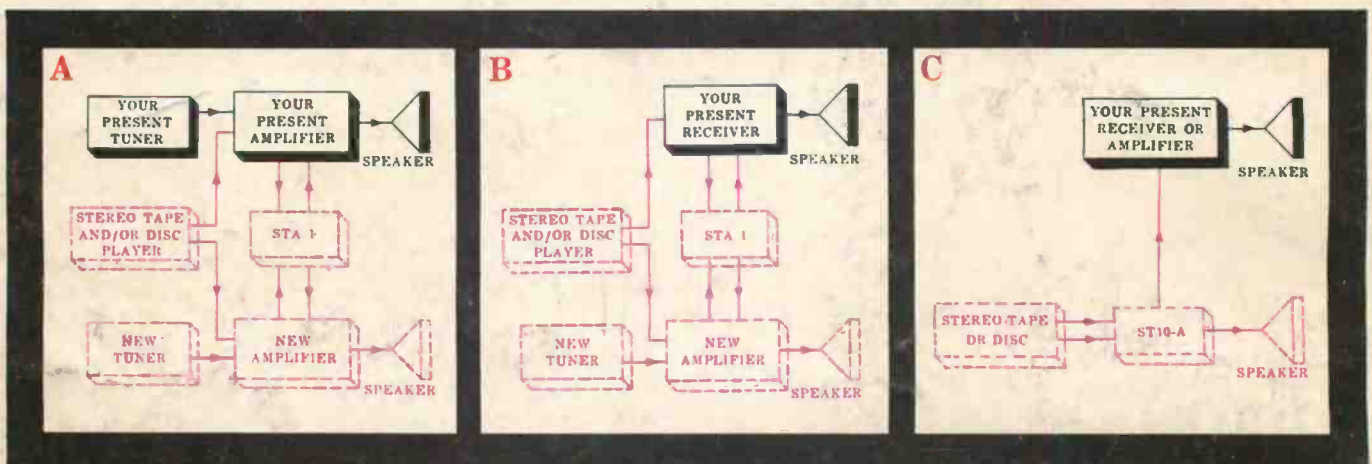 A
YOUR
PRESENT
TUNER
YOUR
PRESENT
AMPLIFIER
SPEAKER
STEREO TAPE
AND/OR DISC
PLAYER
STA 1
NEW
TUNER
NEW
AMPLIFIER
SPEAKER
B
YOUR
PRESENT
RECEIVER
SPEAKER
STEREO TAPE
AND/OR DISC
PLAYER
STA 1
NEW
TUNER
NEW
AMPLIFIER
SPEAKER
C
YOUR PRESENT
RECEIVER OR
AMPLIFIER
SPEAKER
STEREO TAPE
OR DISC
ST10-A
SPEAKER